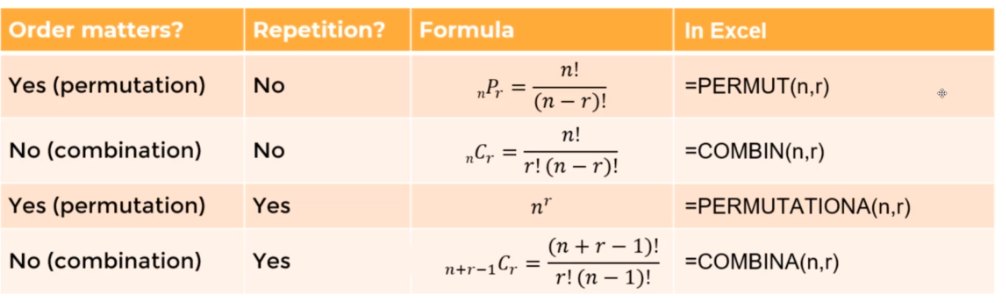 Order matters? Repetition? Formula In Excel
Yes (permutation) No nPr = n! / (n − r)! =PERMUT(n,r)
No (combination) No nCr = n! / r! (n − r)! =COMBIN(n,r)
Yes (permutation) Yes n^r =PERMUTATIONA(n,r)
No (combination) Yes n+r−1Cr = (n + r − 1)! / r! (n − 1)! =COMBINA(n,r)